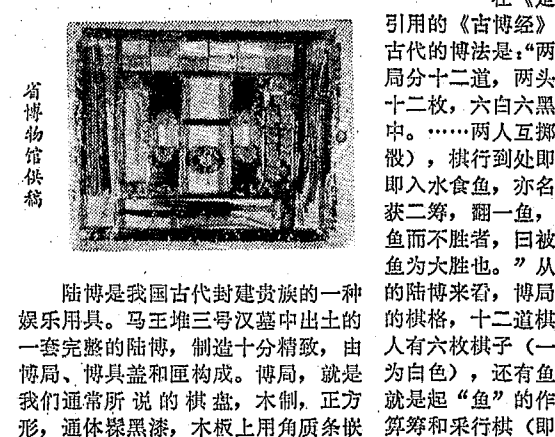 省博物馆供稿
陆博是我国古代封建贵族的一种
娱乐用具。马王堆三号汉墓中出土的
一套完整的陆博，制造十分精致，由
博局、博具盖和匣构成。博局，就是
我们通常所说的棋盘，木制，正方
形，通体髹黑漆，木板上用角质条嵌
引用的《古博经》
古代的博法是：“两
局分十二道，两头
十二枚，六白六黑
中。……两人互掷
骰），棋行到处即
即入水食鱼，亦名
获二筹，翻一鱼，
鱼而不胜者，曰被
鱼为大胜也。”从
的陆博来看，博局
的棋格，十二道棋
人有六枚棋子（一
为白色），还有鱼
就是起“鱼”的作
算筹和采行棋（即